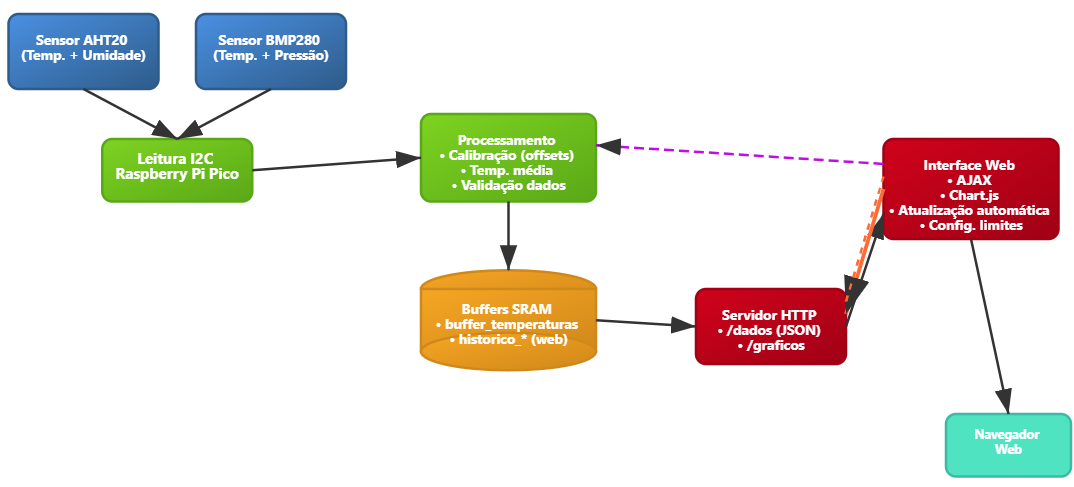 Sensor AHT20
(Temp. + Umidade)
Sensor BMP280
(Temp. + Pressão)
Leitura I2C
Raspberry Pi Pico
Processamento
• Calibração (offsets)
• Temp. média
• Validação dados
Interface Web
• AJAX
• Chart.js
• Atualização automática
• Config. limites
Buffers SRAM
• buffer_temperaturas
• historico_* (web)
Servidor HTTP
• /dados (JSON)
• /graficos
Navegador
Web